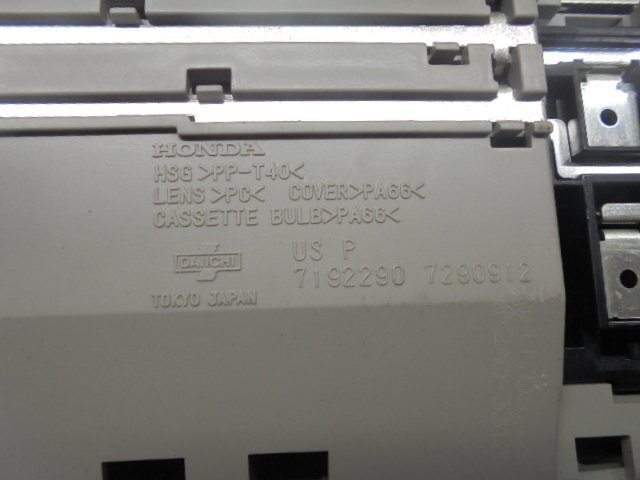 HONDA
HSG >PP-T40<
LENS >PC< COVER>PA66<
CASSETTE BULB>PA66<
DAIICHI
US P
7192290 7290912
TOKYO JAPAN